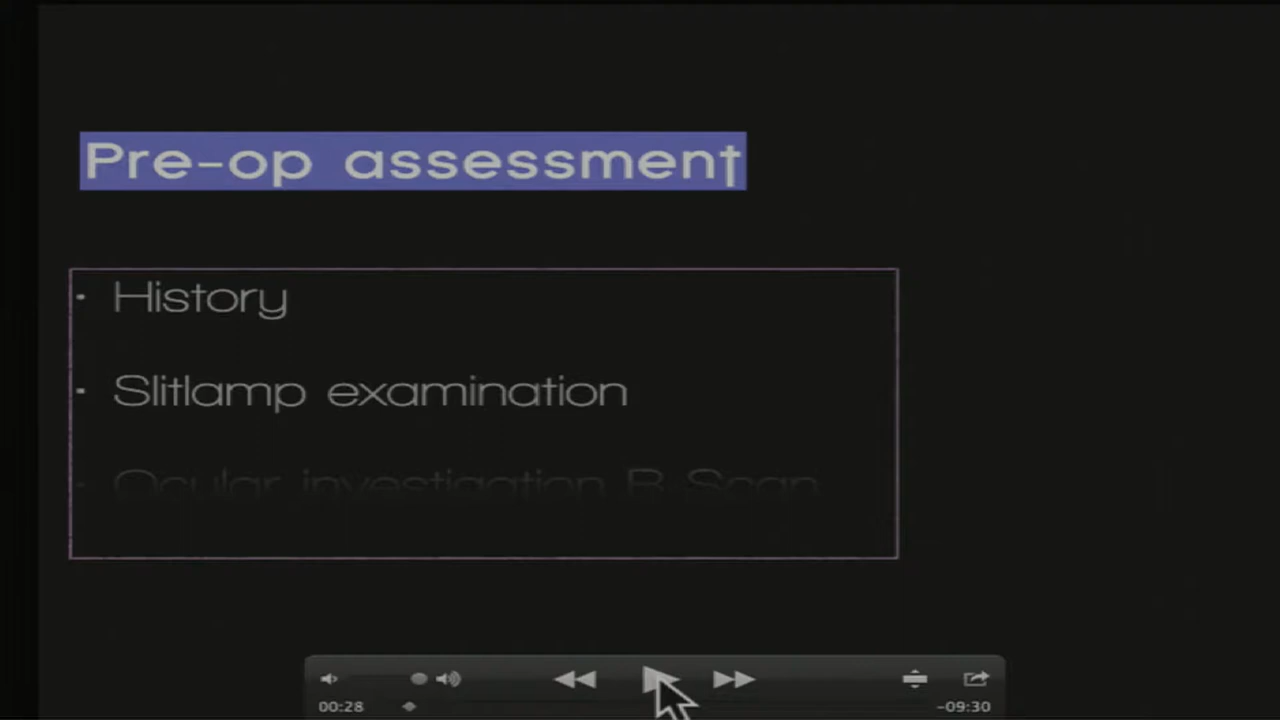 Pre-op assessment
• History
• Slitlamp examination
• Ocular investigation B-Scan
00:28
-09:30